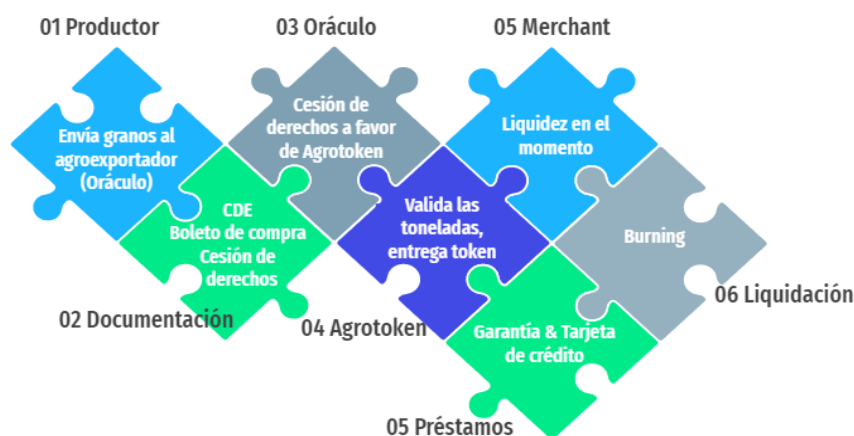 01 Productor
Envía granos al
agroexportador
(Oráculo)
02 Documentación
CDE
Boleto de compra
Cesión de
derechos
03 Oráculo
Cesión de
derechos a favor
de Agrotoken
04 Agrotoken
Valida las
toneladas,
entrega token
05 Merchant
Liquidez en el
momento
05 Préstamos
Garantía & Tarjeta
de crédito
06 Liquidación
Burning